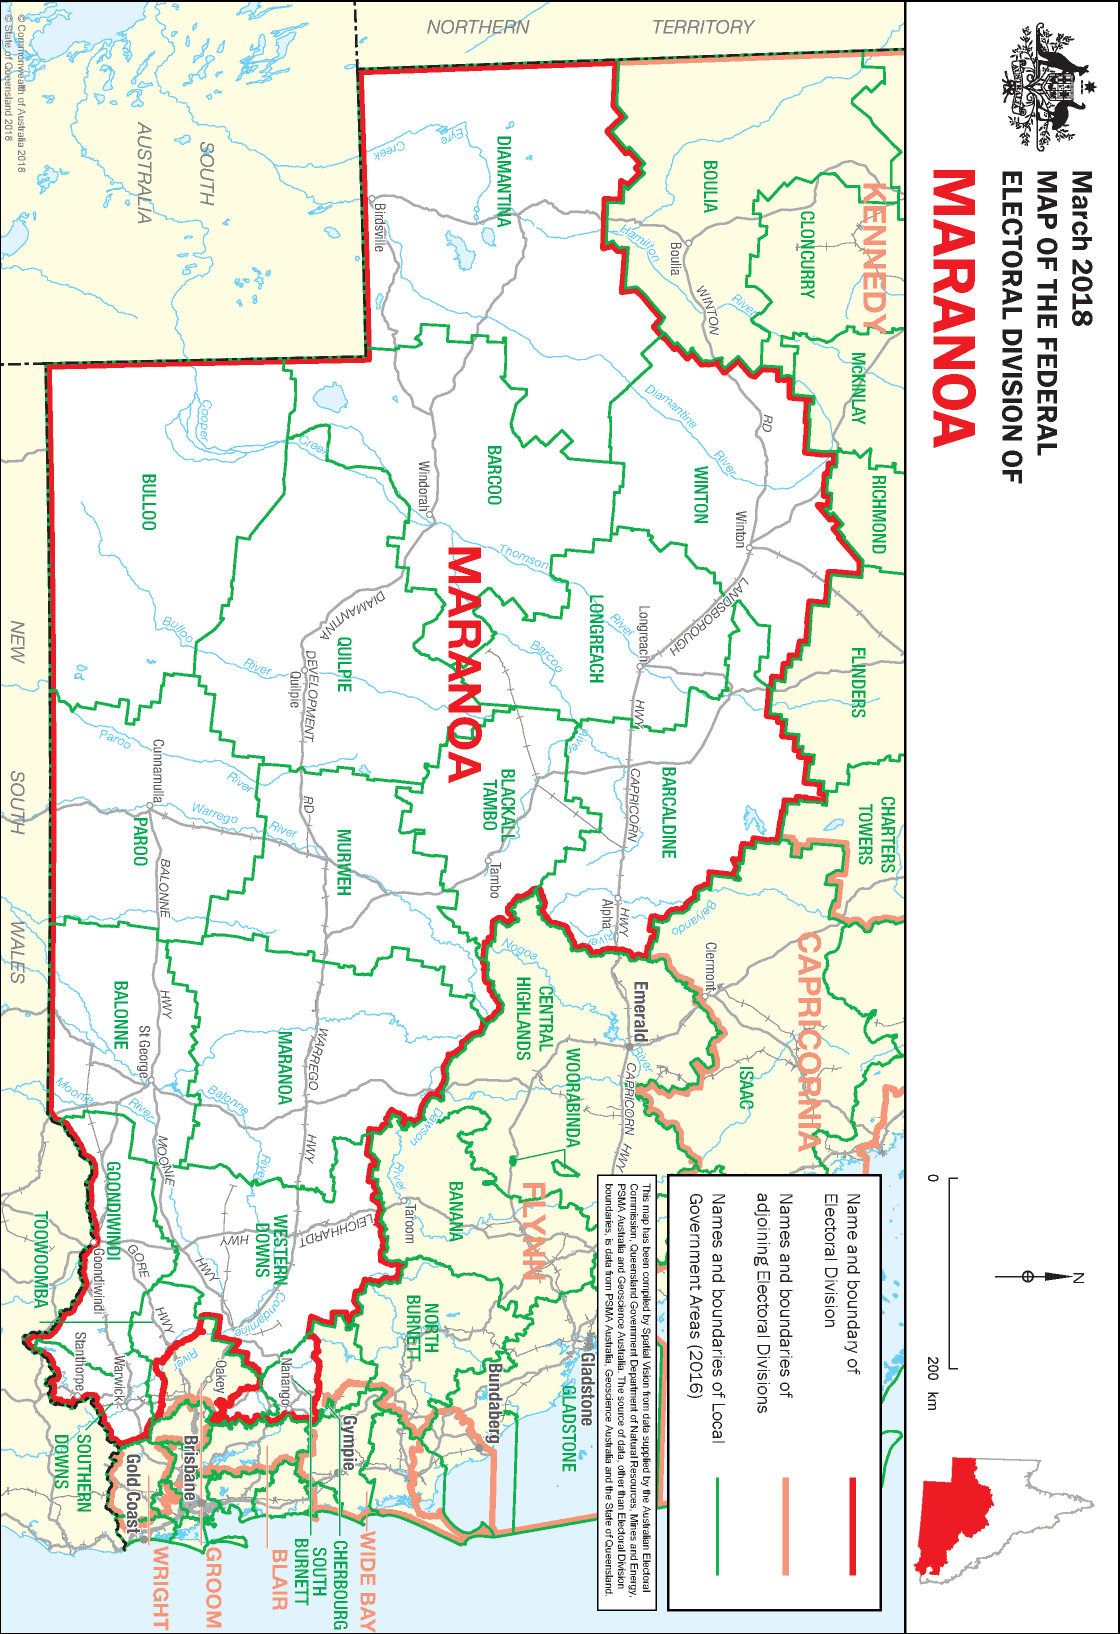 March 2018
MAP OF THE FEDERAL
ELECTORAL DIVISION OF
MARANOA
0
200 km
N
Name and boundary of
Electoral Division
Names and boundaries of
adjoining Electoral Divisions
Names and boundaries of Local
Government Areas (2016)
This map has been compiled by Spatial Vision from data supplied by the Australian Electoral
Commission, Queensland Government Department of Natural Resources, Mines and Energy,
PSMA Australia and Geoscience Australia. The source of data, other than Electoral Division
boundaries, is data from PSMA Australia, Geoscience Australia and the State of Queensland.
NORTHERN
TERRITORY
SOUTH
AUSTRALIA
NEW
SOUTH
WALES
KENNEDY
CAPRICORNIA
FLYNN
WIDE BAY
BLAIR
GROOM
WRIGHT
MARANOA
BOULIA
CLONCURRY
McKINLAY
RICHMOND
FLINDERS
CHARTERS
TOWERS
ISAAC
DIAMANTINA
WINTON
BARCOO
LONGREACH
BARCALDINE
BLACKALL
TAMBO
BULLOO
QUILPIE
MURWEH
PAROO
BALONNE
MARANOA
CENTRAL
HIGHLANDS
WOORABINDA
BANANA
NORTH
BURNETT
GLADSTONE
WESTERN
DOWNS
GOONDIWINDI
TOOWOOMBA
SOUTHERN
DOWNS
CHERBOURG
SOUTH
BURNETT
Birdsville
Boulia
Windorah
Winton
Longreach
Quilpie
Cunnamulla
Tambo
Alpha
Clermont
Emerald
St George
Taroom
Goondiwindi
Stanthorpe
Warwick
Oakey
Nanango
Gympie
Bundaberg
Gladstone
Brisbane
Gold Coast
Eyre
Creek
Hamilton
River
WINTON
RD
Diamantina
River
Cooper
Creek
Thomson
River
Barcoo
River
LANDSBOROUGH
HWY
CAPRICORN
HWY
CAPRICORN
HWY
DIAMANTINA
DEVELOPMENT
RD
Bulloo
River
Paroo
River
Warrego
River
BALONNE
HWY
WARREGO
HWY
Belyando
River
Nogoa
River
Dawson
River
Moonie
River
Balonne
River
MOONIE
HWY
LEICHHARDT
HWY
GORE
HWY
Condamine
River
© Commonwealth of Australia 2018
© State of Queensland 2018